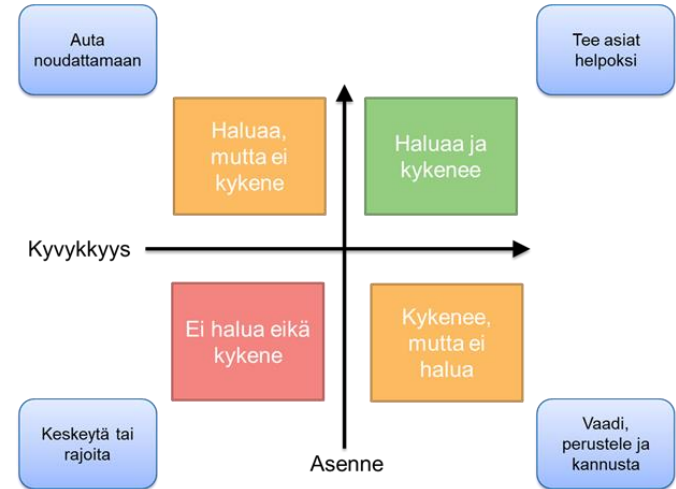 Auta
noudattamaan
Tee asiat
helpoksi
Haluaa,
mutta ei
kykene
Haluaa ja
kykenee
Kyvykkyys
Ei halua eikä
kykene
Kykenee,
mutta ei
halua
Keskeytä tai
rajoita
Asenne
Vaadi,
perustele ja
kannusta